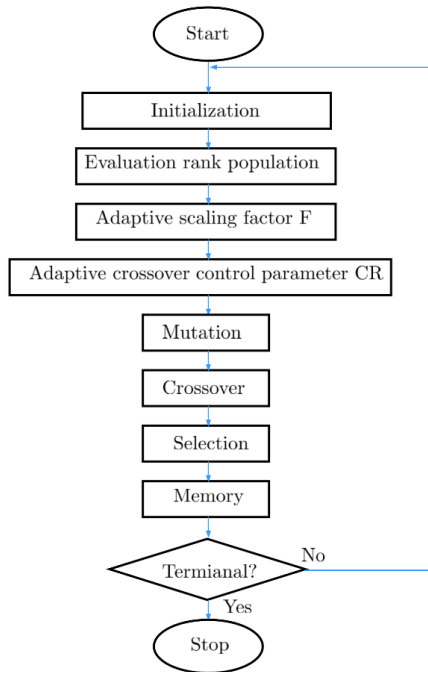 Start
Initialization
Evaluation rank population
Adaptive scaling factor F
Adaptive crossover control parameter CR
Mutation
Crossover
Selection
Memory
Termianal?
No
Yes
Stop